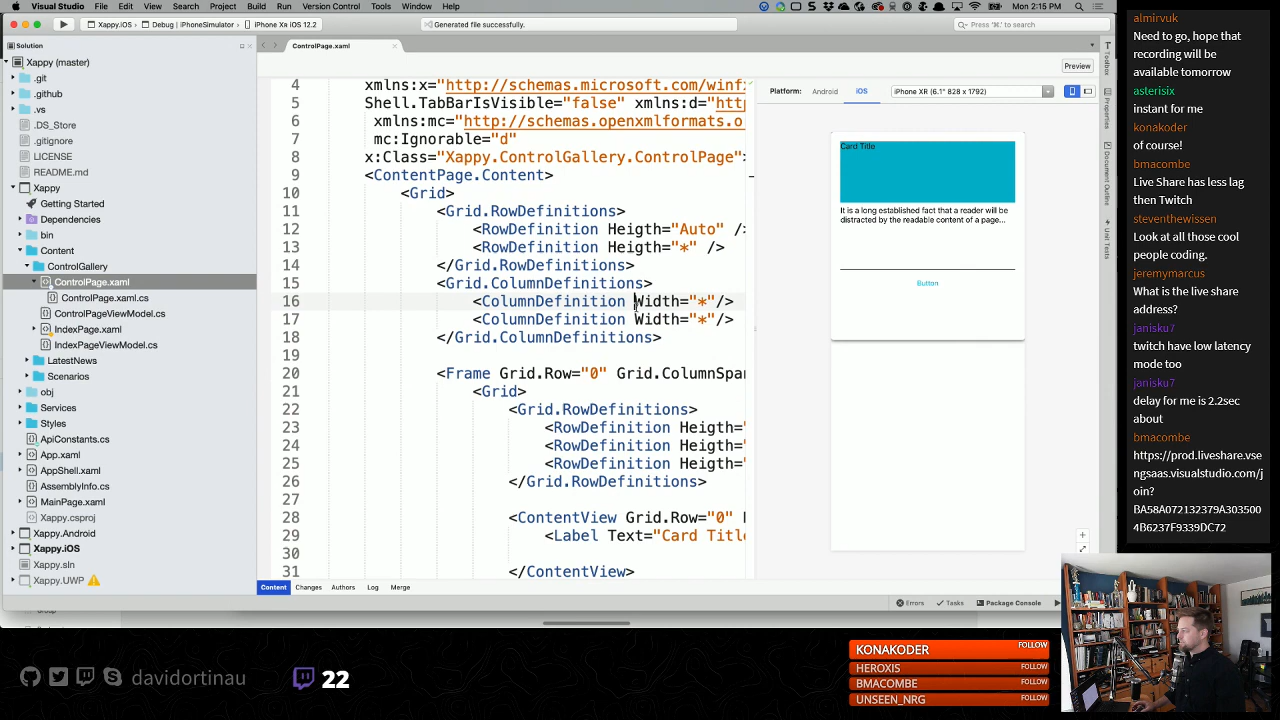 Visual Studio File Edit View Search Project Build Run Version Control Tools Window Help
Mon 2:15 PM
Xappy.iOS Debug | iPhoneSimulator iPhone Xʀ iOS 12.2
Generated file successfully.
Press '⌘.' to search
Solution
Xappy (master)
.git
.github
.vs
.DS_Store
.gitignore
LICENSE
README.md
Xappy
Getting Started
Dependencies
bin
Content
ControlGallery
ControlPage.xaml
ControlPage.xaml.cs
ControlPageViewModel.cs
IndexPage.xaml
IndexPageViewModel.cs
LatestNews
Scenarios
obj
Services
Styles
ApiConstants.cs
App.xaml
AppShell.xaml
AssemblyInfo.cs
MainPage.xaml
Xappy.csproj
Xappy.Android
Xappy.iOS
Xappy.sln
Xappy.UWP
ControlPage.xaml
Preview
4 xmlns:x="http://schemas.microsoft.com/winfx
5 Shell.TabBarIsVisible="false" xmlns:d="http
6 xmlns:mc="http://schemas.openxmlformats.o
7 mc:Ignorable="d"
8 x:Class="Xappy.ControlGallery.ControlPage">
9 <ContentPage.Content>
10 <Grid>
11 <Grid.RowDefinitions>
12 <RowDefinition Heigth="Auto" />
13 <RowDefinition Heigth="*" />
14 </Grid.RowDefinitions>
15 <Grid.ColumnDefinitions>
16 <ColumnDefinition Width="*"/>
17 <ColumnDefinition Width="*"/>
18 </Grid.ColumnDefinitions>
19
20 <Frame Grid.Row="0" Grid.ColumnSpan
21 <Grid>
22 <Grid.RowDefinitions>
23 <RowDefinition Heigth="
24 <RowDefinition Heigth="
25 <RowDefinition Heigth="
26 </Grid.RowDefinitions>
27
28 <ContentView Grid.Row="0"
29 <Label Text="Card Title
30
31 </ContentView>
Content Changes Authors Log Merge
Platform: Android iOS iPhone XR (6.1" 828 x 1792)
Card Title
It is a long established fact that a reader will be
distracted by the readable content of a page...
Button
Toolbox
Properties
Document Outline
Unit Tests
Errors Tasks Package Console
almirvuk
Need to go, hope that
recording will be
available tomorrow
asterisix
instant for me
konakoder
of course!
bmacombe
Live Share has less lag
then Twitch
steventhewissen
Look at all those cool
people coding.
jeremymarcus
What is the live share
address?
janisku7
twitch have low latency
mode too
janisku7
delay for me is 2.2sec
about
bmacombe
https://prod.liveshare.vse
ngsaas.visualstudio.com/j
oin?
BA58A072132379A303500
4B6237F9339DC72
davidortinau
22
KONAKODER FOLLOW
HEROXIS FOLLOW
BMACOMBE FOLLOW
UNSEEN_NRG FOLLOW